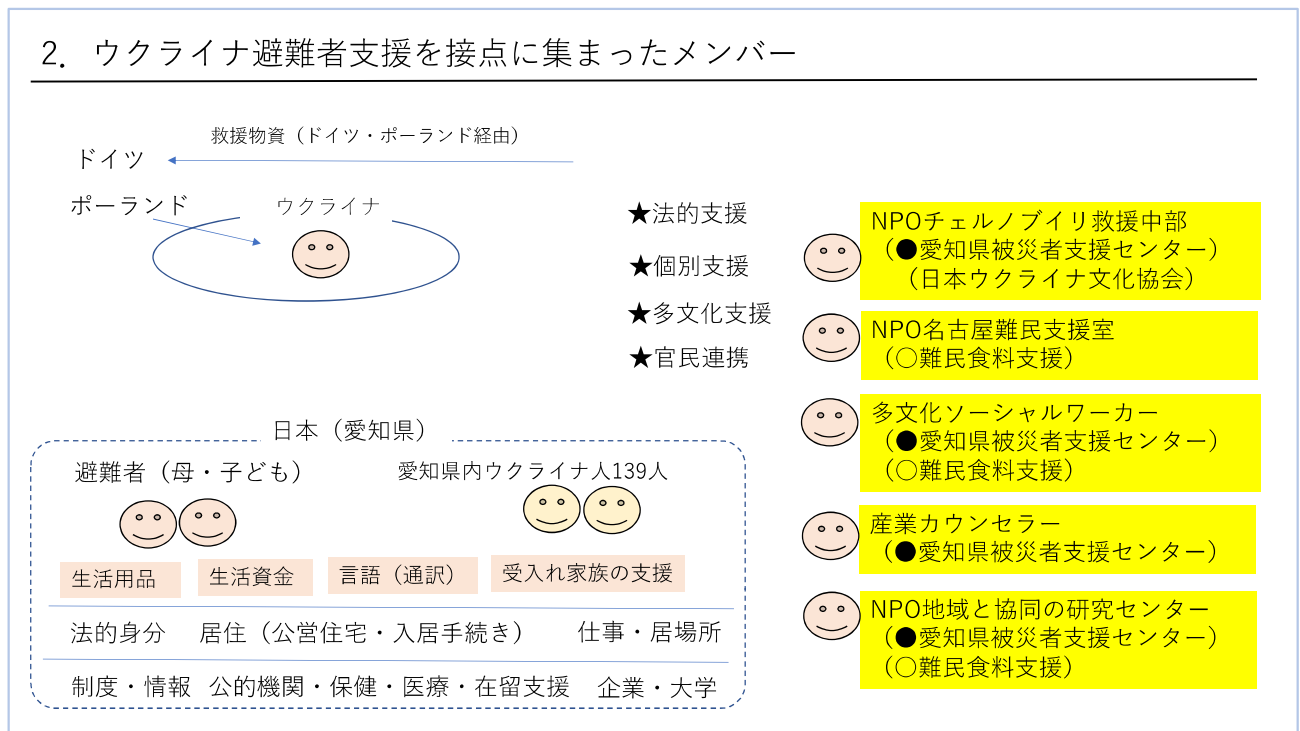 2．ウクライナ避難者支援を接点に集まったメンバー
救援物資（ドイツ・ポーランド経由）
ドイツ
ポーランド
ウクライナ
★法的支援
★個別支援
★多文化支援
★官民連携
NPOチェルノブイリ救援中部
（●愛知県被災者支援センター）
（日本ウクライナ文化協会）
NPO名古屋難民支援室
（○難民食料支援）
多文化ソーシャルワーカー
（●愛知県被災者支援センター）
（○難民食料支援）
産業カウンセラー
（●愛知県被災者支援センター）
NPO地域と協同の研究センター
（●愛知県被災者支援センター）
（○難民食料支援）
日本（愛知県）
避難者（母・子ども）
愛知県内ウクライナ人139人
生活用品
生活資金
言語（通訳）
受入れ家族の支援
法的身分
居住（公営住宅・入居手続き）
仕事・居場所
制度・情報
公的機関・保健・医療・在留支援
企業・大学